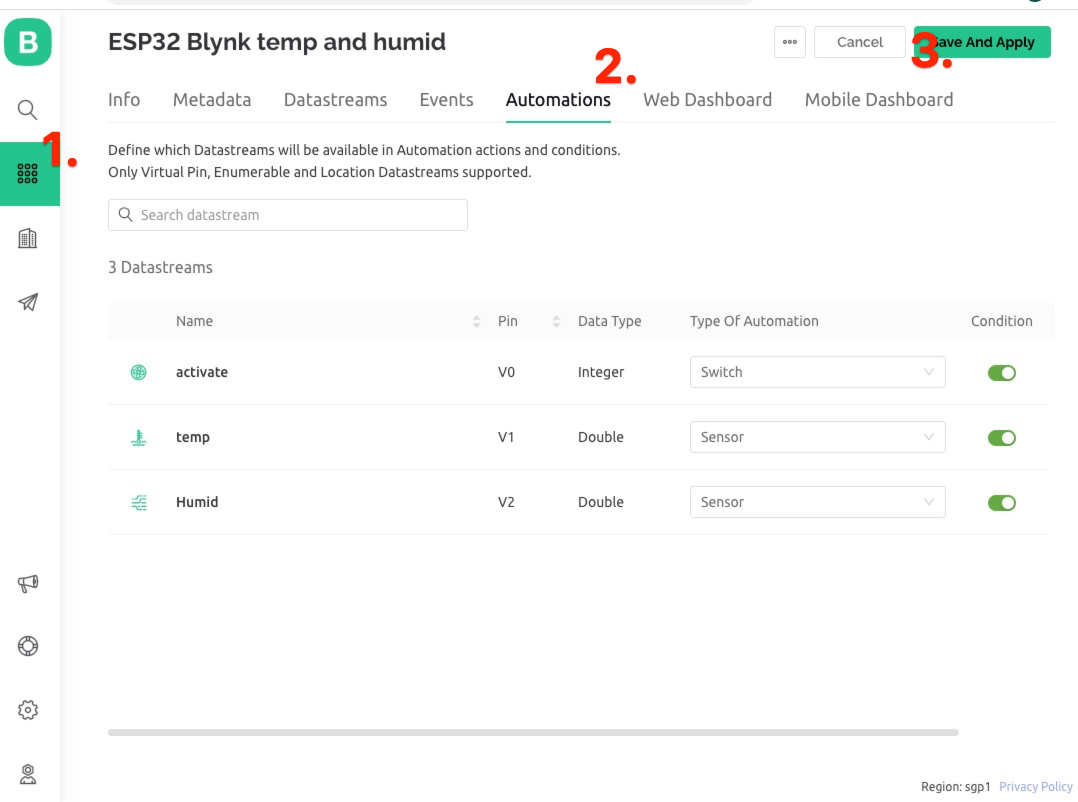 B
ESP32 Blynk temp and humid
Cancel
Save And Apply
1.
2.
3.
Info Metadata Datastreams Events Automations Web Dashboard Mobile Dashboard
Define which Datastreams will be available in Automation actions and conditions.
Only Virtual Pin, Enumerable and Location Datastreams supported.
Search datastream
3 Datastreams
Name Pin Data Type Type Of Automation Condition
activate V0 Integer Switch
temp V1 Double Sensor
Humid V2 Double Sensor
Region: sgp1 Privacy Policy